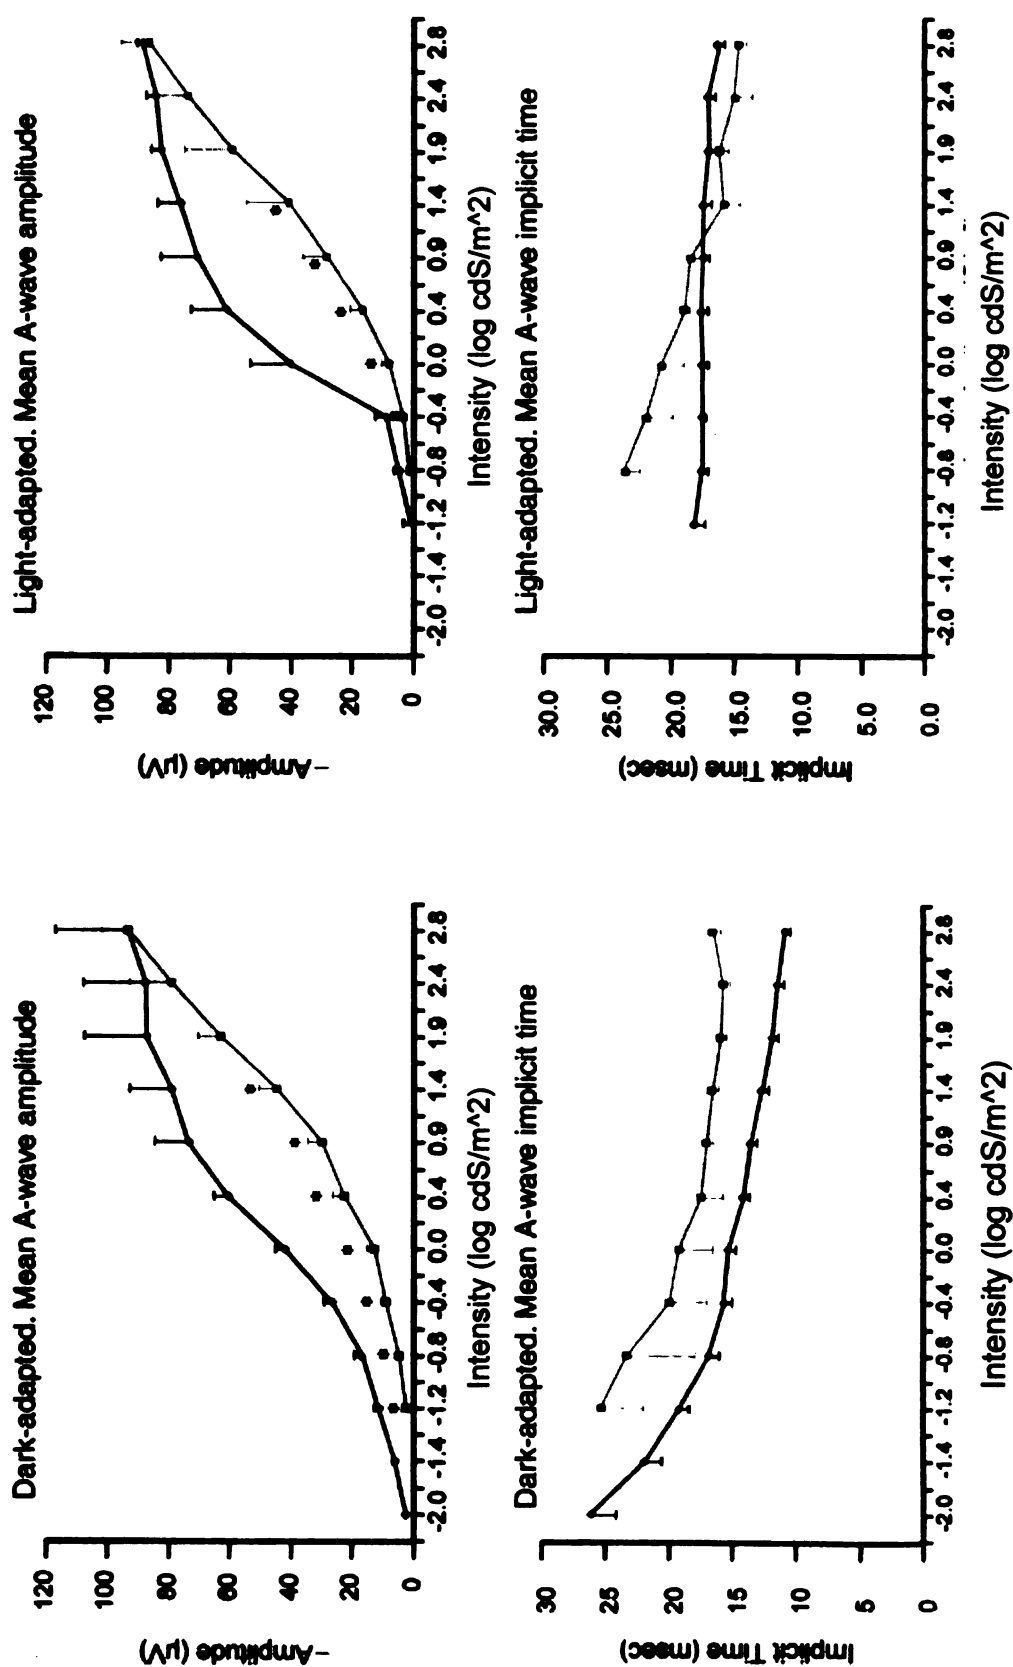 Dark-adapted. Mean A-wave amplitude
−Amplitude (µV)
120
100
80
60
40
20
0
-2.0 -1.4 -1.2 -0.8 -0.4 0.0 0.4 0.9 1.4 1.9 2.4 2.8
Intensity (log cdS/m^2)
Light-adapted. Mean A-wave amplitude
−Amplitude (µV)
120
100
80
60
40
20
0
-2.0 -1.4 -1.2 -0.8 -0.4 0.0 0.4 0.9 1.4 1.9 2.4 2.8
Intensity (log cdS/m^2)
Dark-adapted. Mean A-wave implicit time
Implicit Time (msec)
30
25
20
15
10
5
0
-2.0 -1.4 -1.2 -0.8 -0.4 0.0 0.4 0.9 1.4 1.9 2.4 2.8
Intensity (log cdS/m^2)
Light-adapted. Mean A-wave implicit time
Implicit Time (msec)
30.0
25.0
20.0
15.0
10.0
5.0
0.0
-2.0 -1.4 -1.2 -0.8 -0.4 0.0 0.4 0.9 1.4 1.9 2.4 2.8
Intensity (log cdS/m^2)